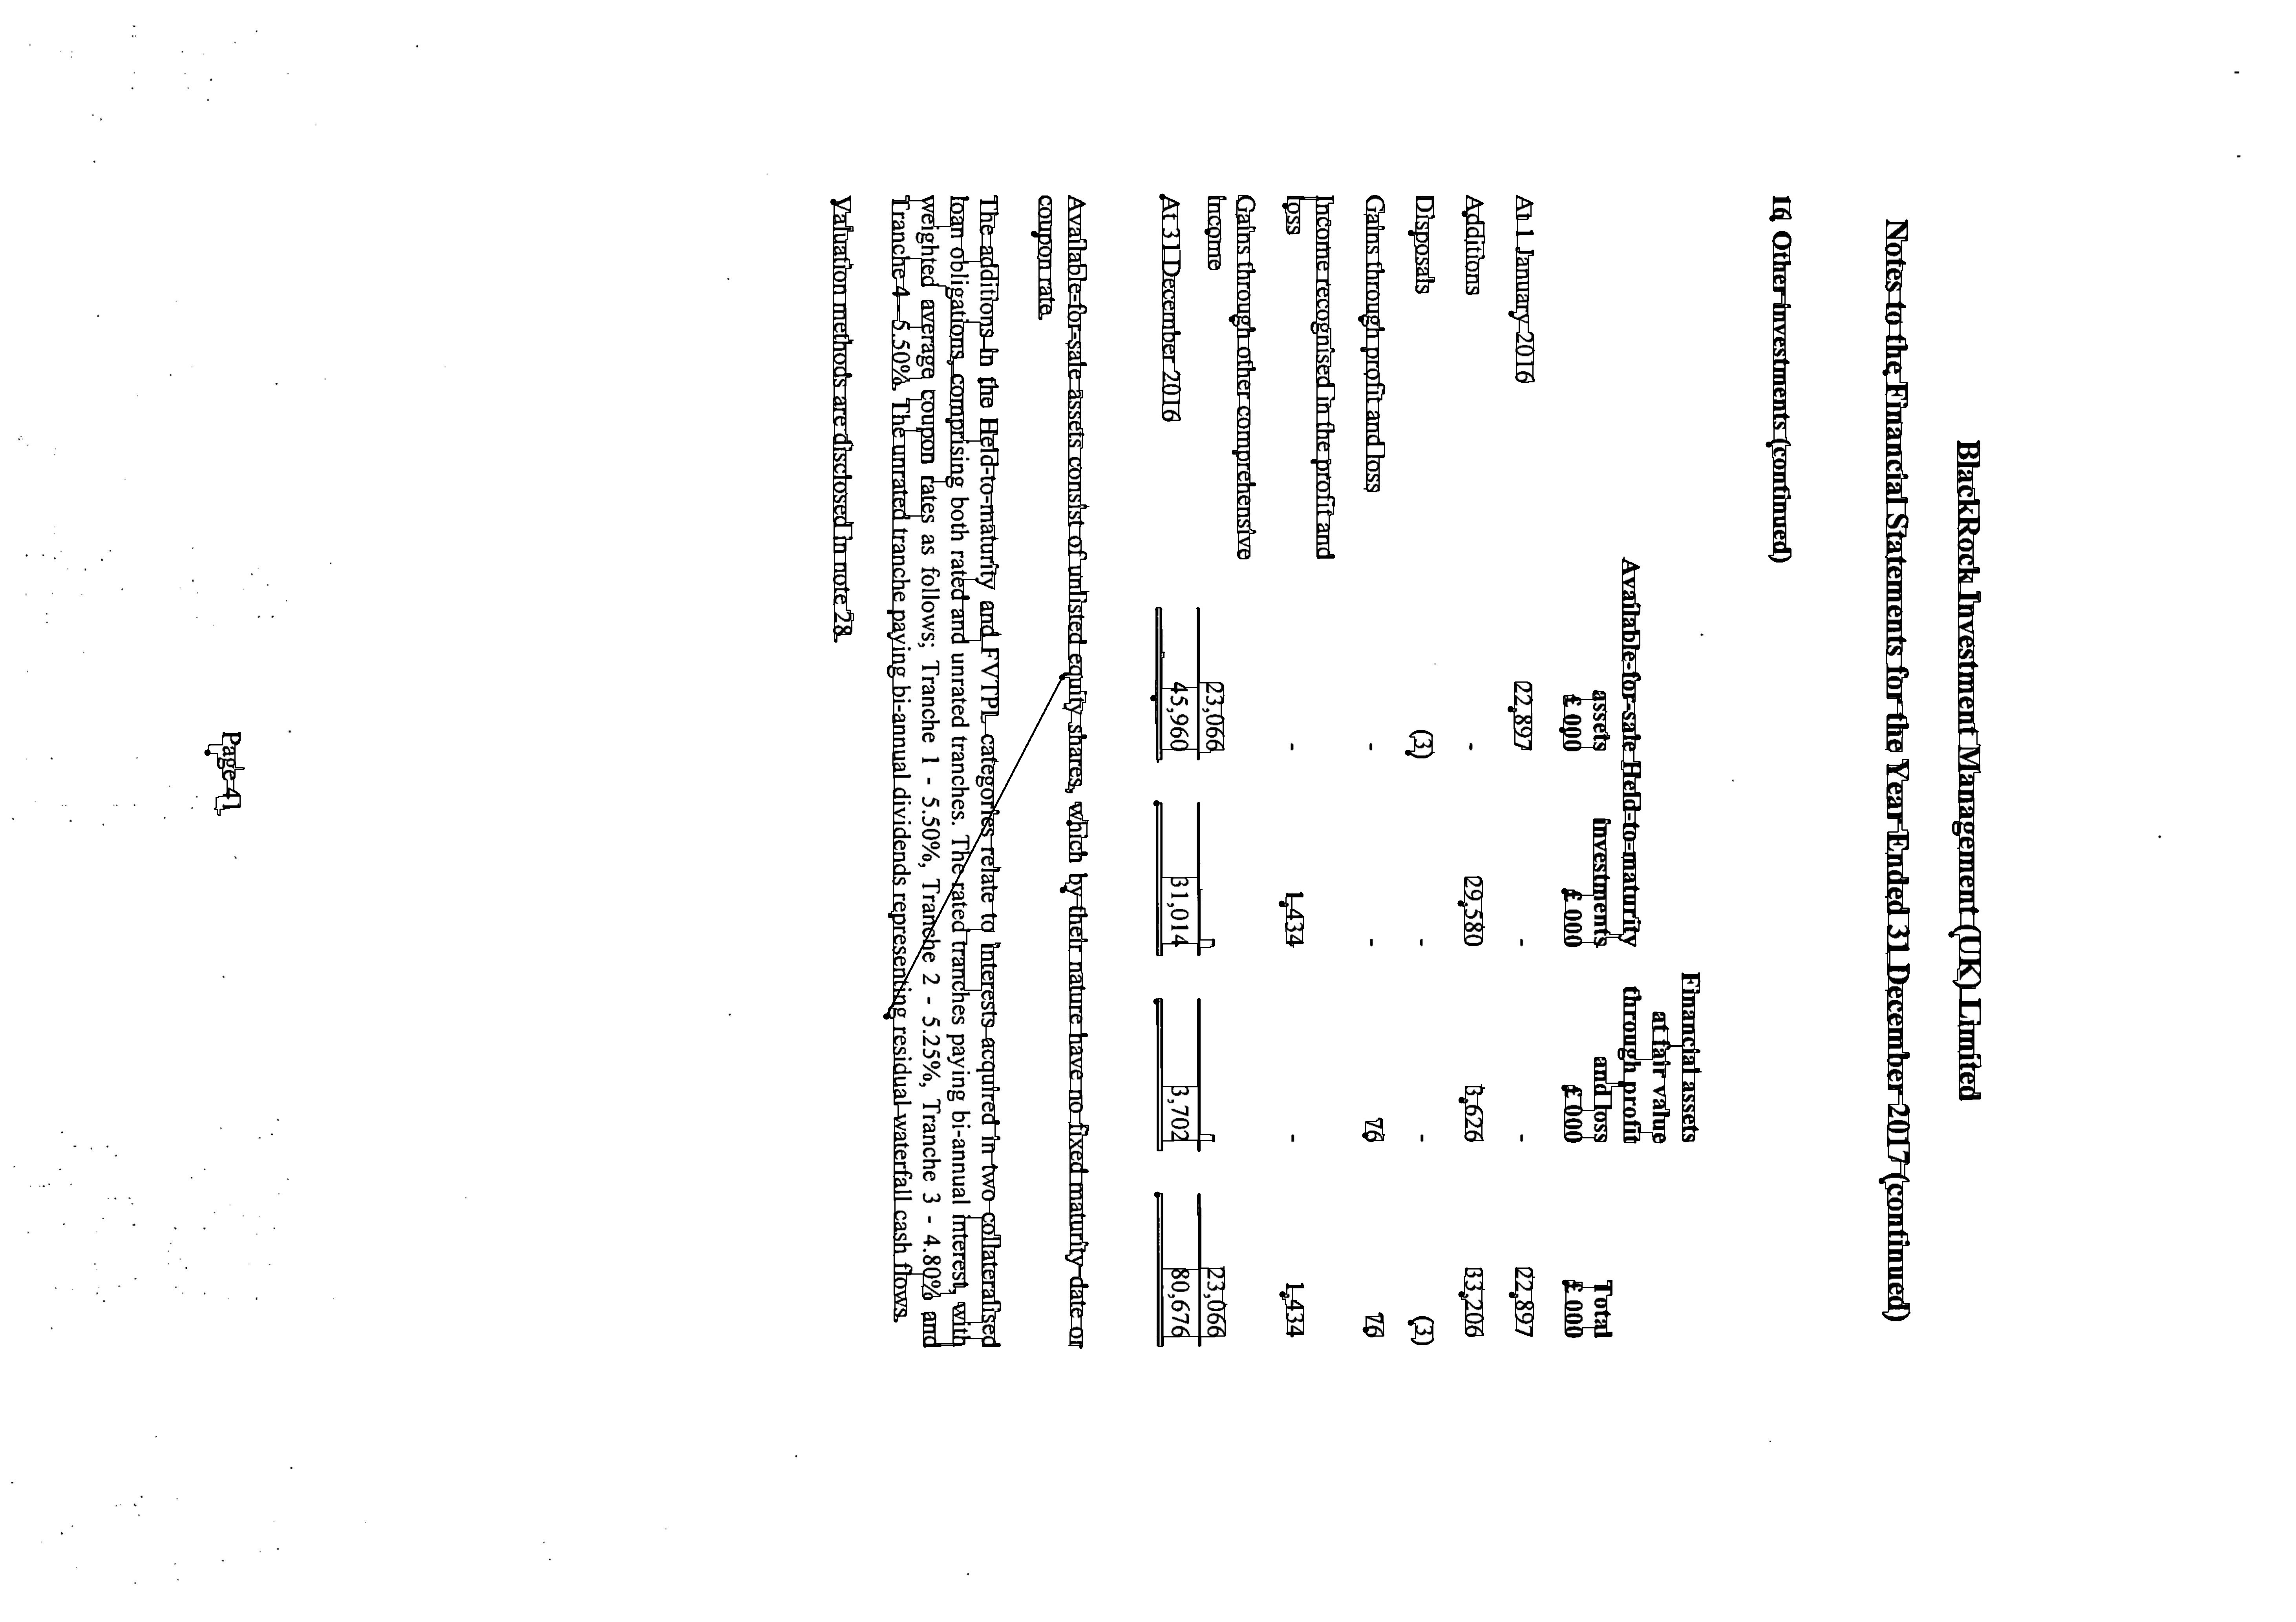 BlackRock Investment Management (UK) Limited
Notes to the Financial Statements for the Year Ended 31 December 2017 (continued)
16 Other investments (continued)
Financial assets
at fair value
Available-for-sale Held-to-maturity through profit
assets investments and loss Total
£ 000 £ 000 £ 000 £ 000
At 1 January 2016 22,897 - - 22,897
Additions - 29,580 3,626 33,206
Disposals (3) - - (3)
Gains through profit and loss - - 76 76
Income recognised in the profit and
loss - 1,434 - 1,434
Gains through other comprehensive
income 23,066 - - 23,066
At 31 December 2016 45,960 31,014 3,702 80,676
Available-for-sale assets consist of unlisted equity shares, which by their nature have no fixed maturity date or
coupon rate.
The additions in the Held-to-maturity and FVTPL categories relate to interests acquired in two collateralised
loan obligations, comprising both rated and unrated tranches. The rated tranches paying bi-annual interest, with
weighted average coupon rates as follows; Tranche 1 - 5.50%, Tranche 2 - 5.25%, Tranche 3 - 4.80% and
Tranche 4 - 5.50%. The unrated tranche paying bi-annual dividends representing residual waterfall cash flows.
Valuation methods are disclosed in note 28.
Page 41